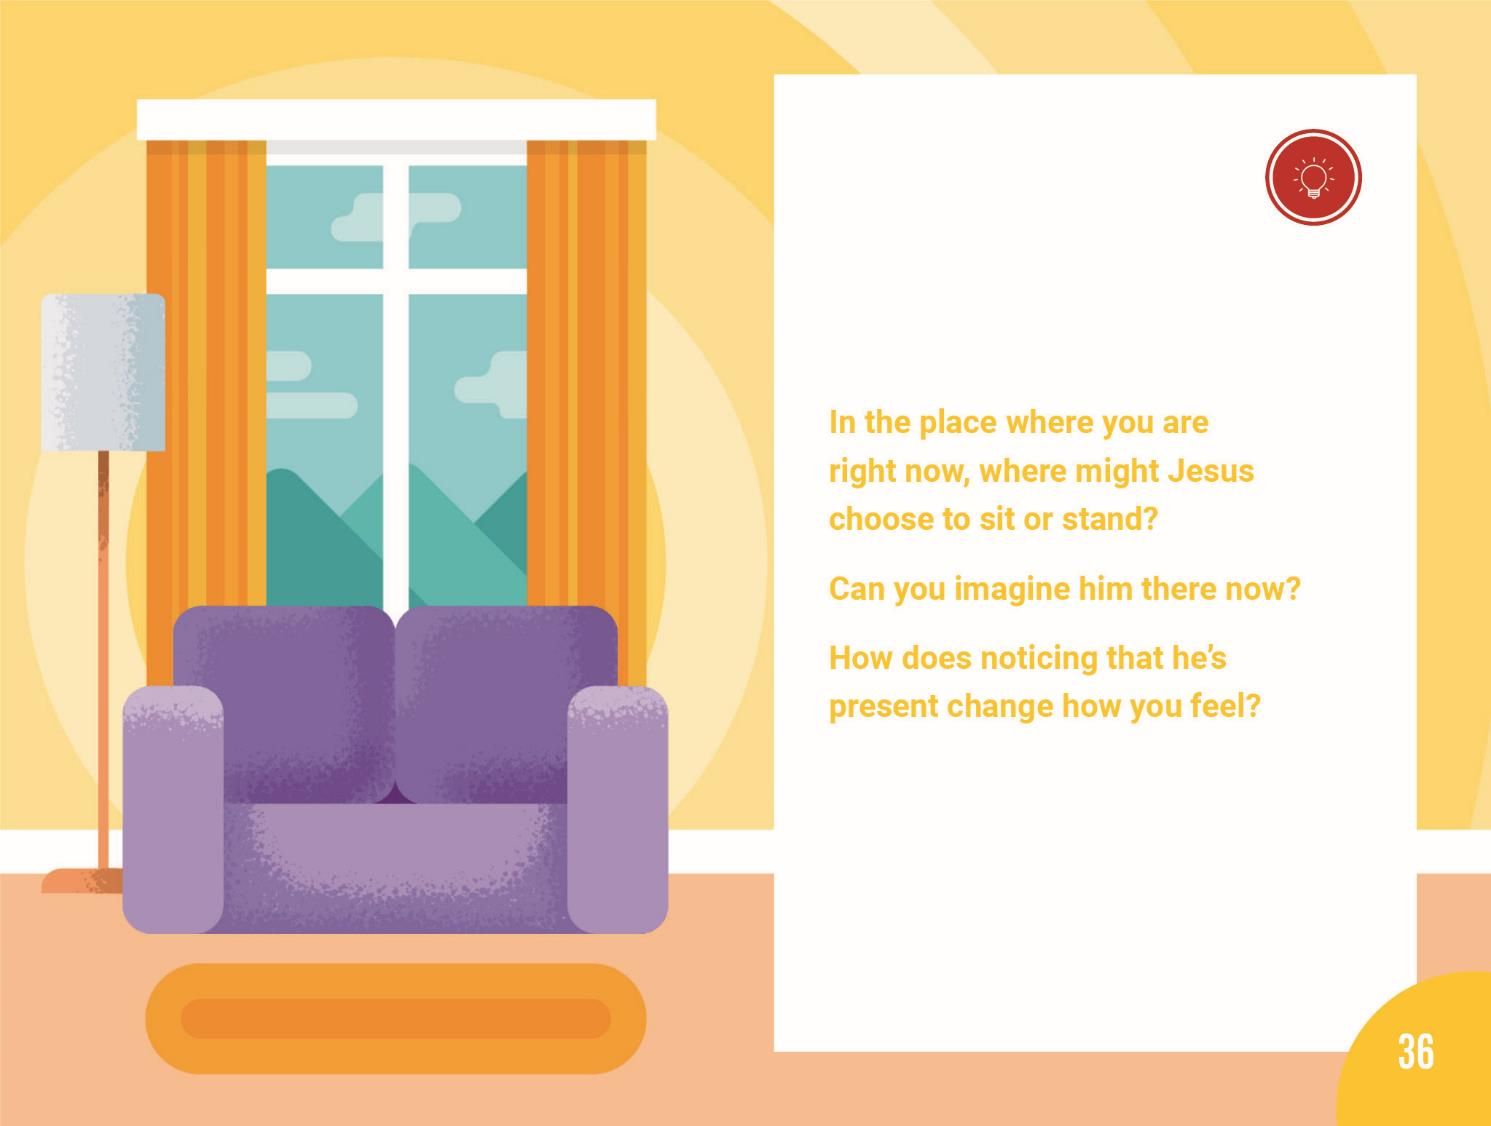 In the place where you are
right now, where might Jesus
choose to sit or stand?
Can you imagine him there now?
How does noticing that he’s
present change how you feel?
36